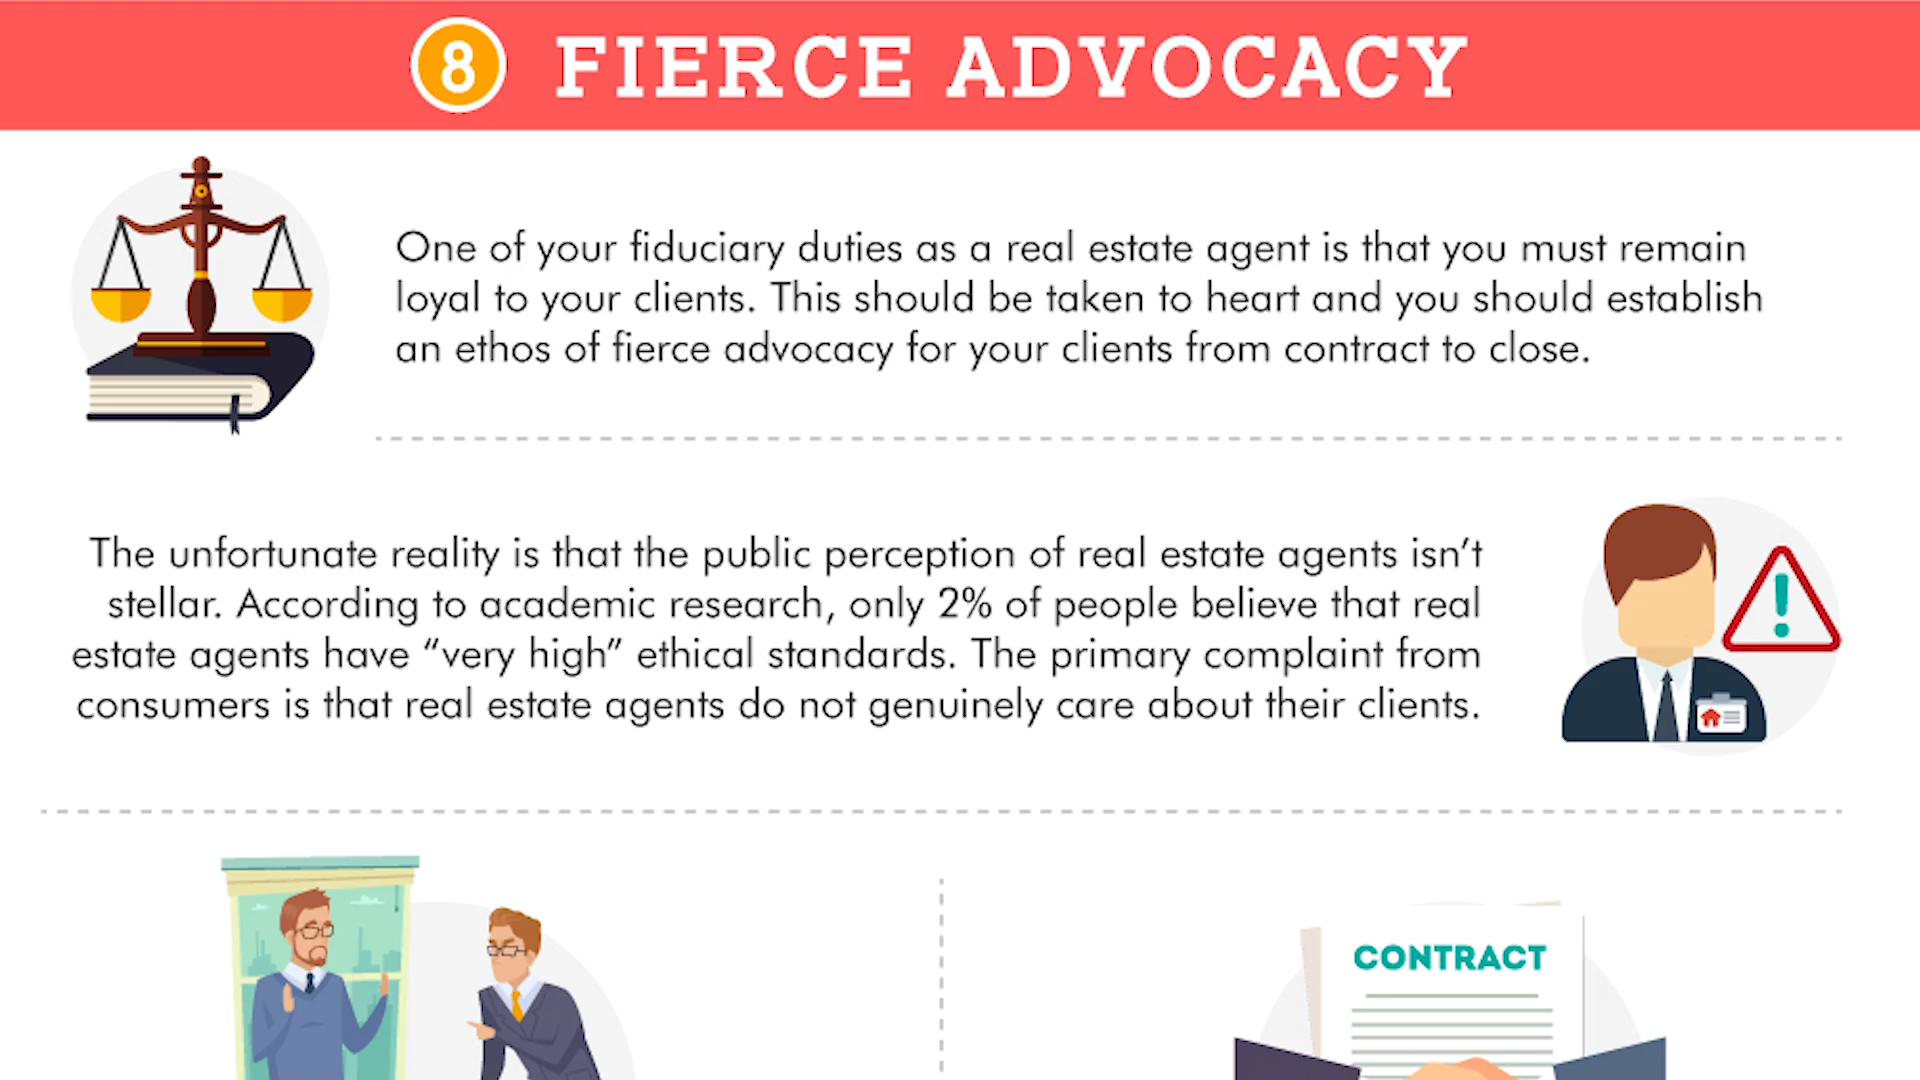 8 FIERCE ADVOCACY
One of your fiduciary duties as a real estate agent is that you must remain
loyal to your clients. This should be taken to heart and you should establish
an ethos of fierce advocacy for your clients from contract to close.
The unfortunate reality is that the public perception of real estate agents isn’t
stellar. According to academic research, only 2% of people believe that real
estate agents have “very high” ethical standards. The primary complaint from
consumers is that real estate agents do not genuinely care about their clients.
CONTRACT